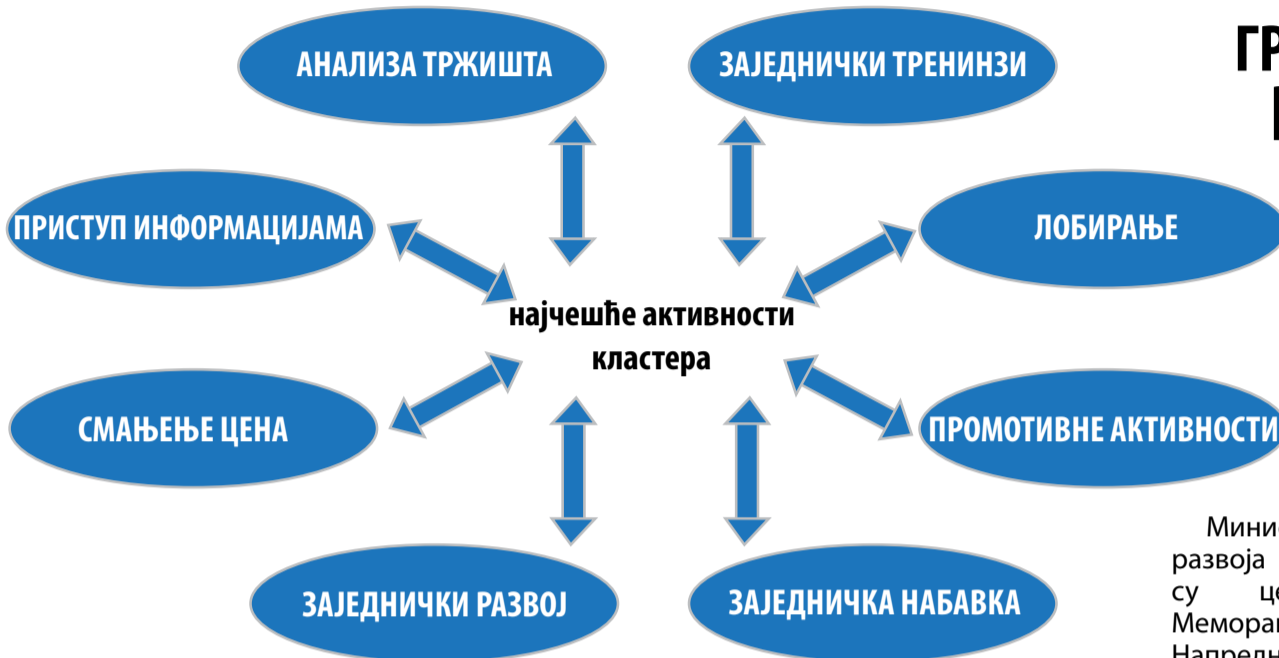 АНАЛИЗА ТРЖИШТА
ЗАЈЕДНИЧКИ ТРЕНИНЗИ
ПРИСТУП ИНФОРМАЦИЈАМА
ЛОБИРАЊЕ
најчешће активности
кластера
СМАЊЕЊЕ ЦЕНА
ПРОМОТИВНЕ АКТИВНОСТИ
ЗАЈЕДНИЧКИ РАЗВОЈ
ЗАЈЕДНИЧКА НАБАВКА
развоја
су